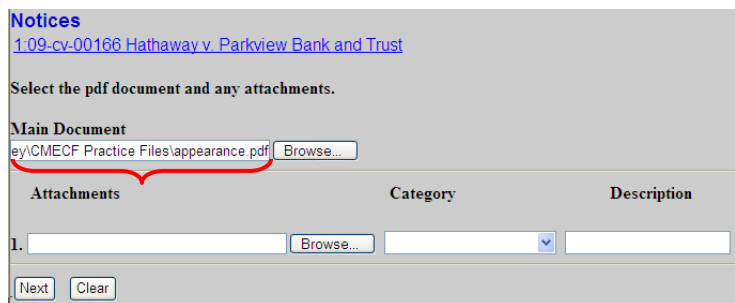 Notices
1:09-cv-00166 Hathaway v. Parkview Bank and Trust
Select the pdf document and any attachments.
Main Document
ey\CMECF Practice Files\appearance.pdf Browse...
Attachments Category Description
1. Browse...
Next Clear